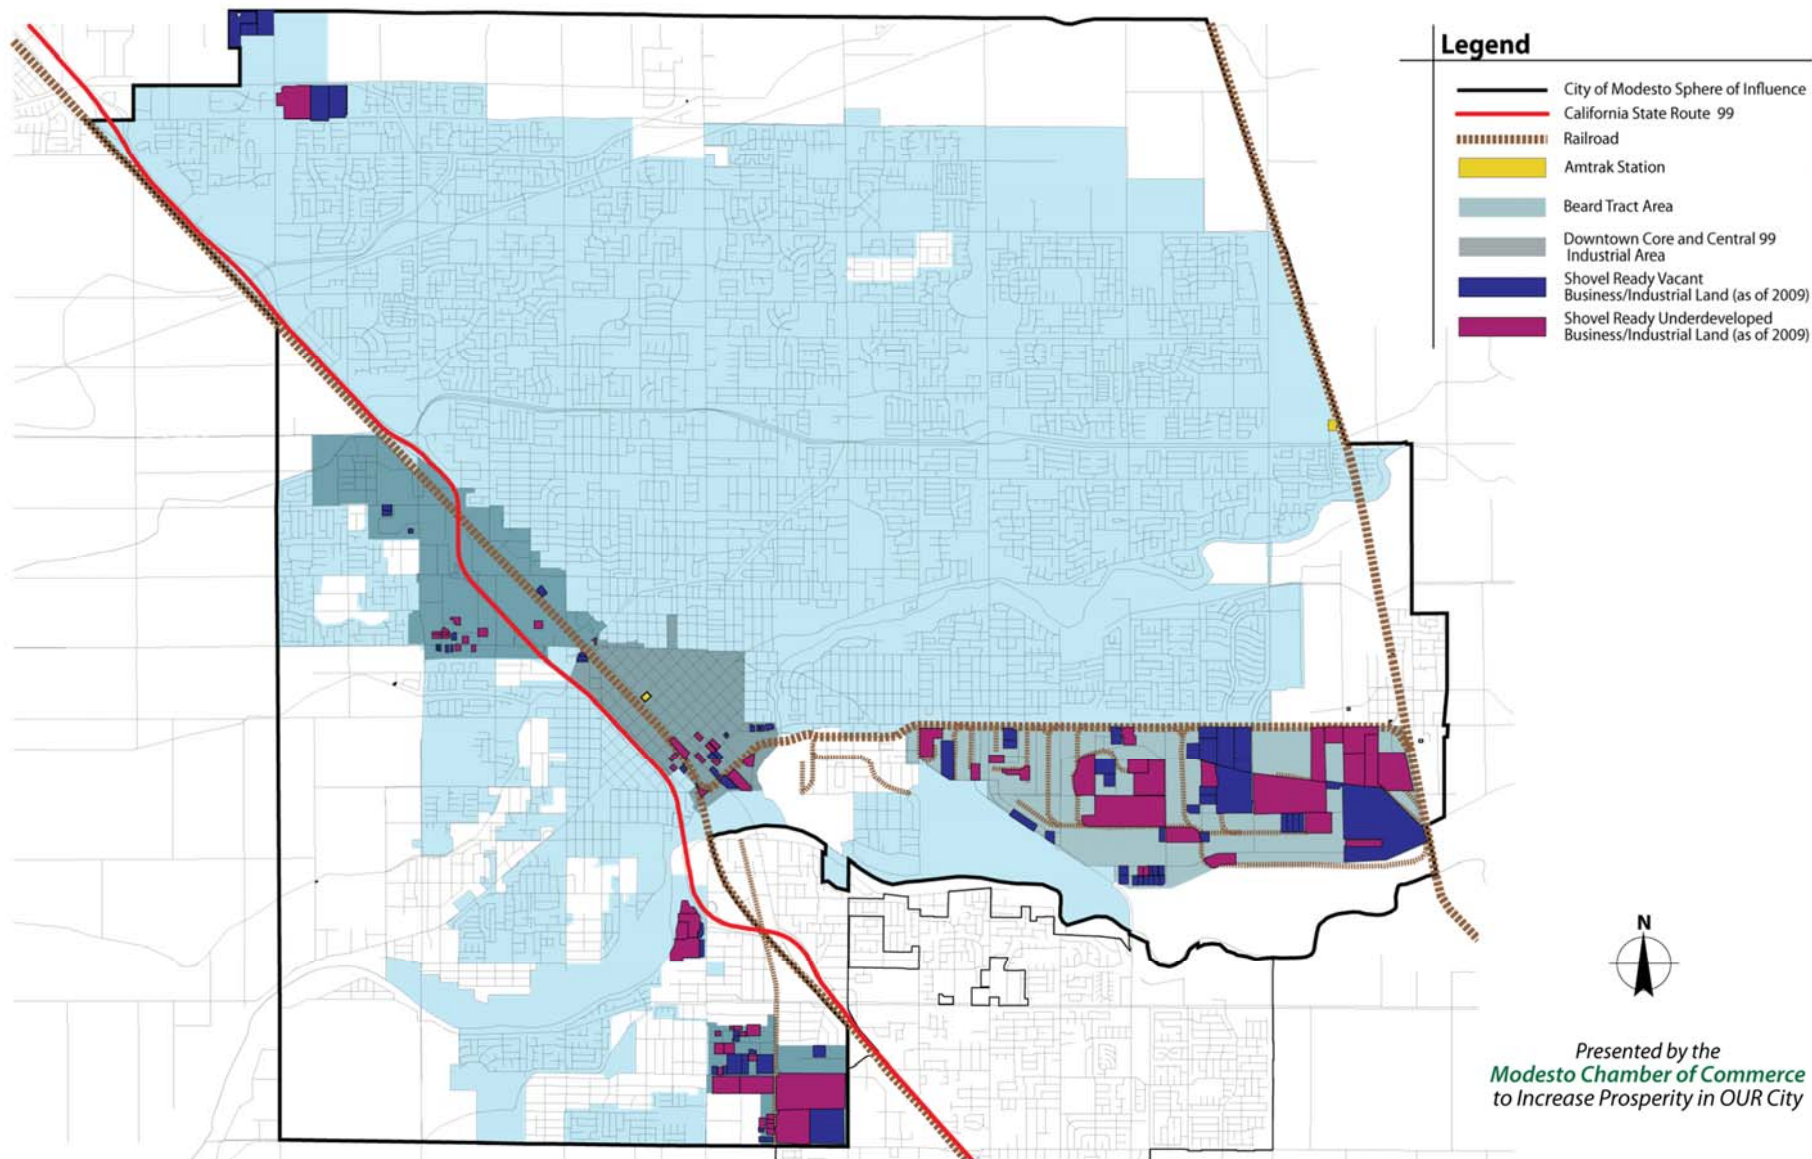 Legend
City of Modesto Sphere of Influence
California State Route 99
Railroad
Amtrak Station
Beard Tract Area
Downtown Core and Central 99
Industrial Area
Shovel Ready Vacant
Business/Industrial Land (as of 2009)
Shovel Ready Underdeveloped
Business/Industrial Land (as of 2009)
N
Presented by the
Modesto Chamber of Commerce
to Increase Prosperity in OUR City